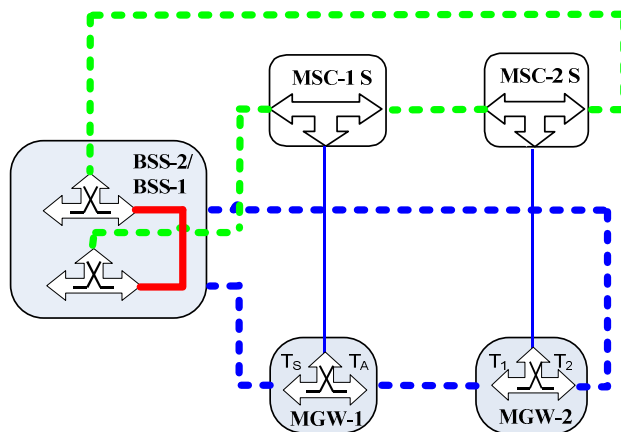 MSC-1 S
MSC-2 S
BSS-2/
BSS-1
TS
TA
MGW-1
T1
T2
MGW-2